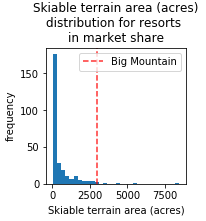 Skiable terrain area (acres)
distribution for resorts
in market share
Big Mountain
150
100
50
0
frequency
0
2500
5000
7500
Skiable terrain area (acres)